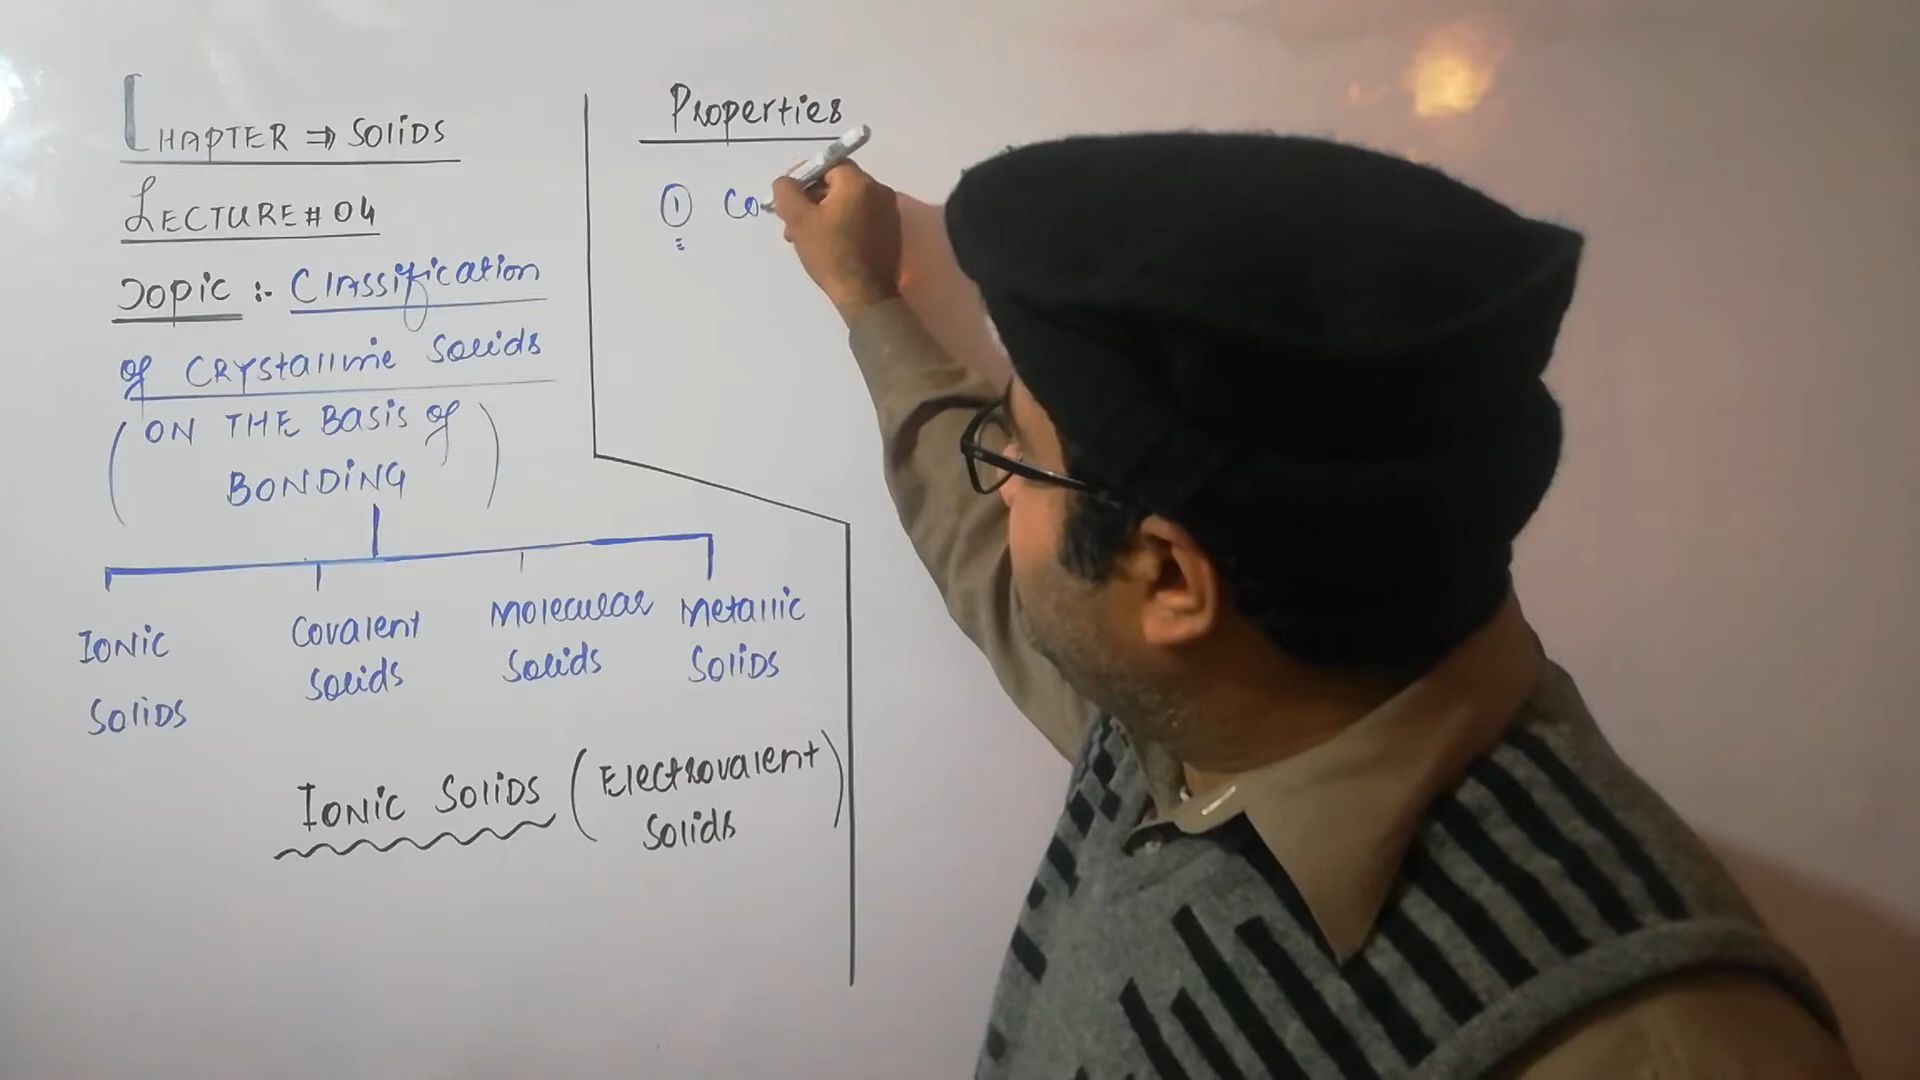 CHAPTER ⇒ SOLIDS
LECTURE # 04
Topic :- Classification
of CRYstalline Solids
( ON THE BASIS of
BONDING )
IONIC
SOLIDS
Covalent
Solids
Molecular
Solids
Metallic
SOLIDS
IONIC SOLIDS ( Electrovalent
Solids )
Properties
① Co